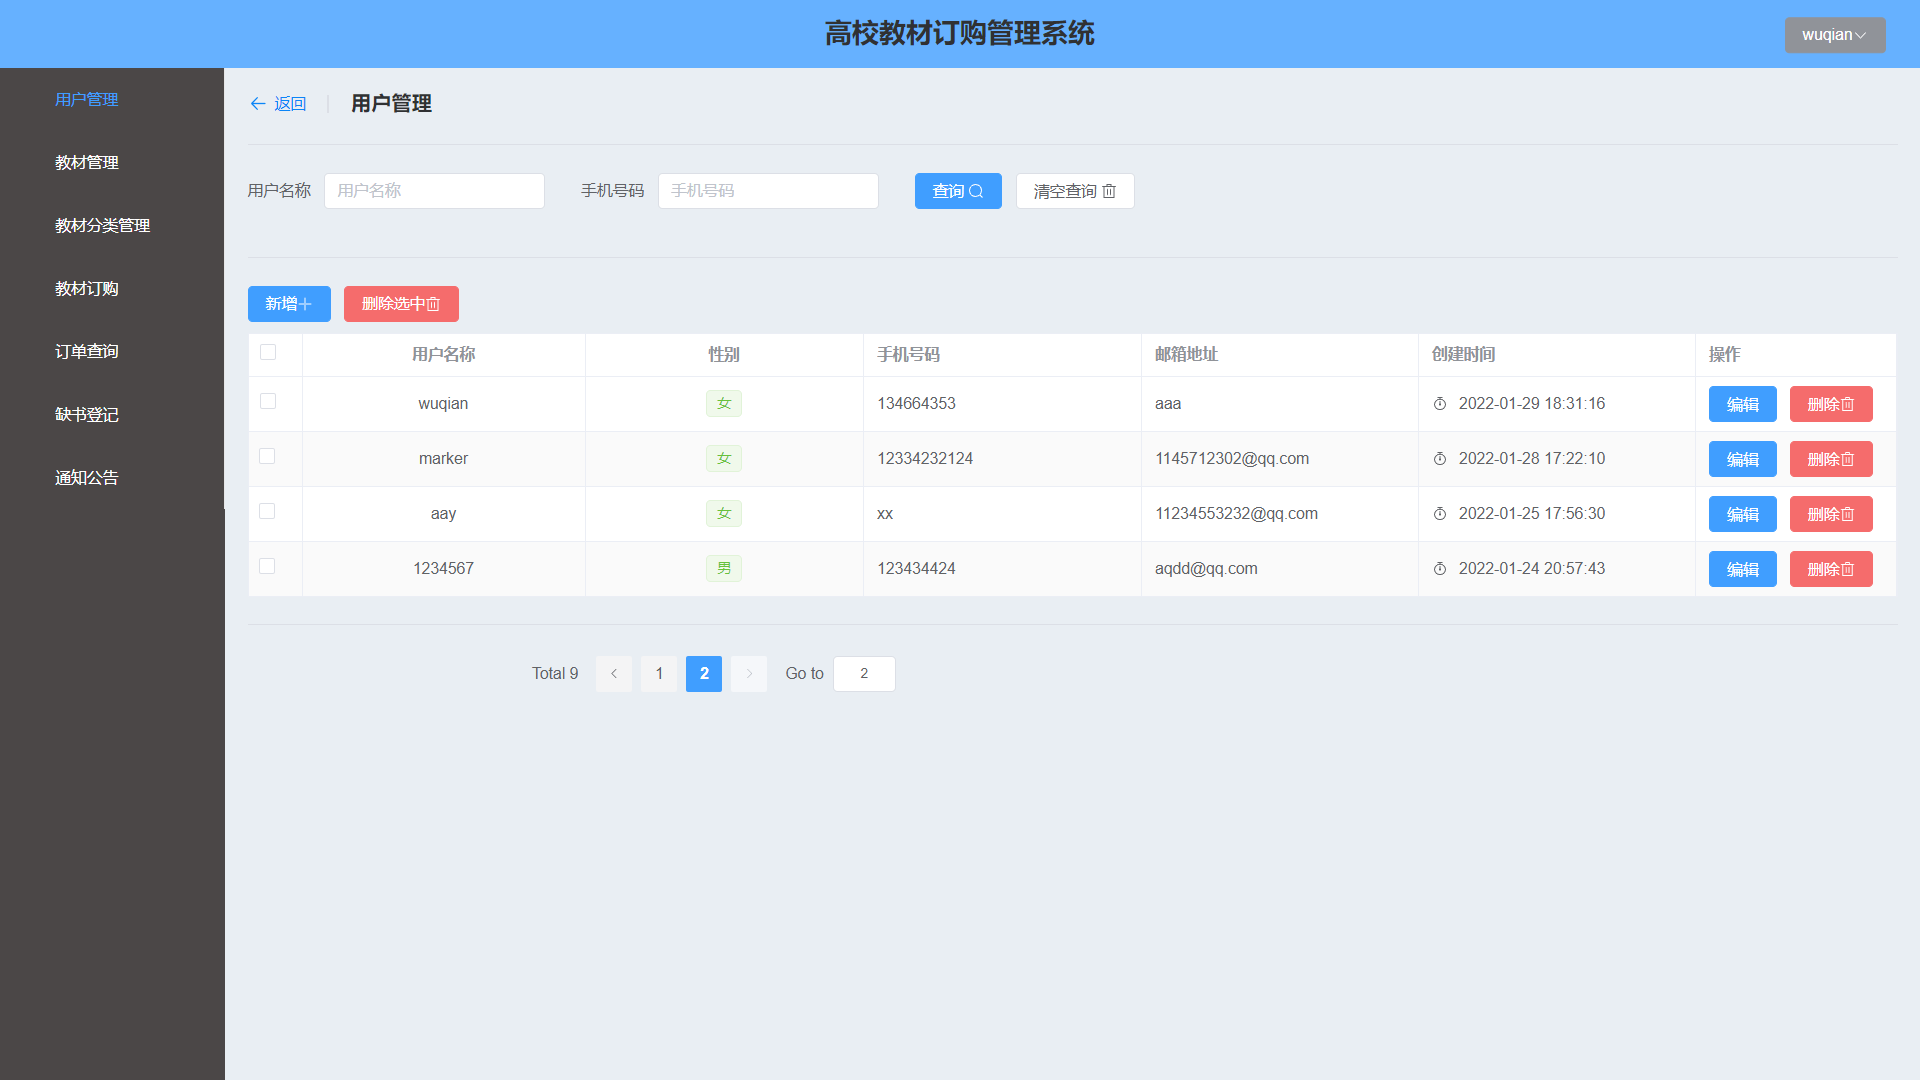 高校教材订购管理系统
wuqian
用户管理
教材管理
教材分类管理
教材订购
订单查询
缺书登记
通知公告
返回 用户管理
用户名称 用户名称 手机号码 手机号码 查询 清空查询
新增 删除选中
用户名称 性别 手机号码 邮箱地址 创建时间 操作
wuqian 女 134664353 aaa 2022-01-29 18:31:16 编辑 删除
marker 女 12334232124 1145712302@qq.com 2022-01-28 17:22:10 编辑 删除
aay 女 xx 11234553232@qq.com 2022-01-25 17:56:30 编辑 删除
1234567 男 123434424 aqdd@qq.com 2022-01-24 20:57:43 编辑 删除
Total 9 1 2 Go to 2